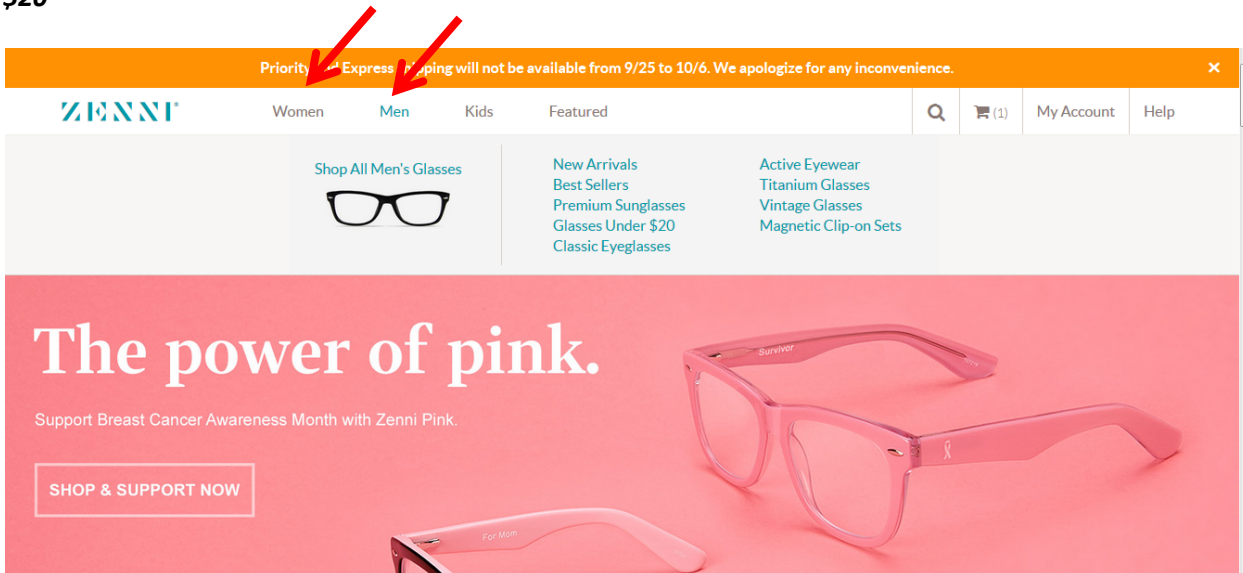 $20
Priority and Express Shipping will not be available from 9/25 to 10/6. We apologize for any inconvenience. ×
ZENNI® Women Men Kids Featured (1) My Account Help
Shop All Men's Glasses
New Arrivals
Best Sellers
Premium Sunglasses
Glasses Under $20
Classic Eyeglasses
Active Eyewear
Titanium Glasses
Vintage Glasses
Magnetic Clip-on Sets
The power of pink.
Support Breast Cancer Awareness Month with Zenni Pink.
SHOP & SUPPORT NOW
Survivor
For Mom